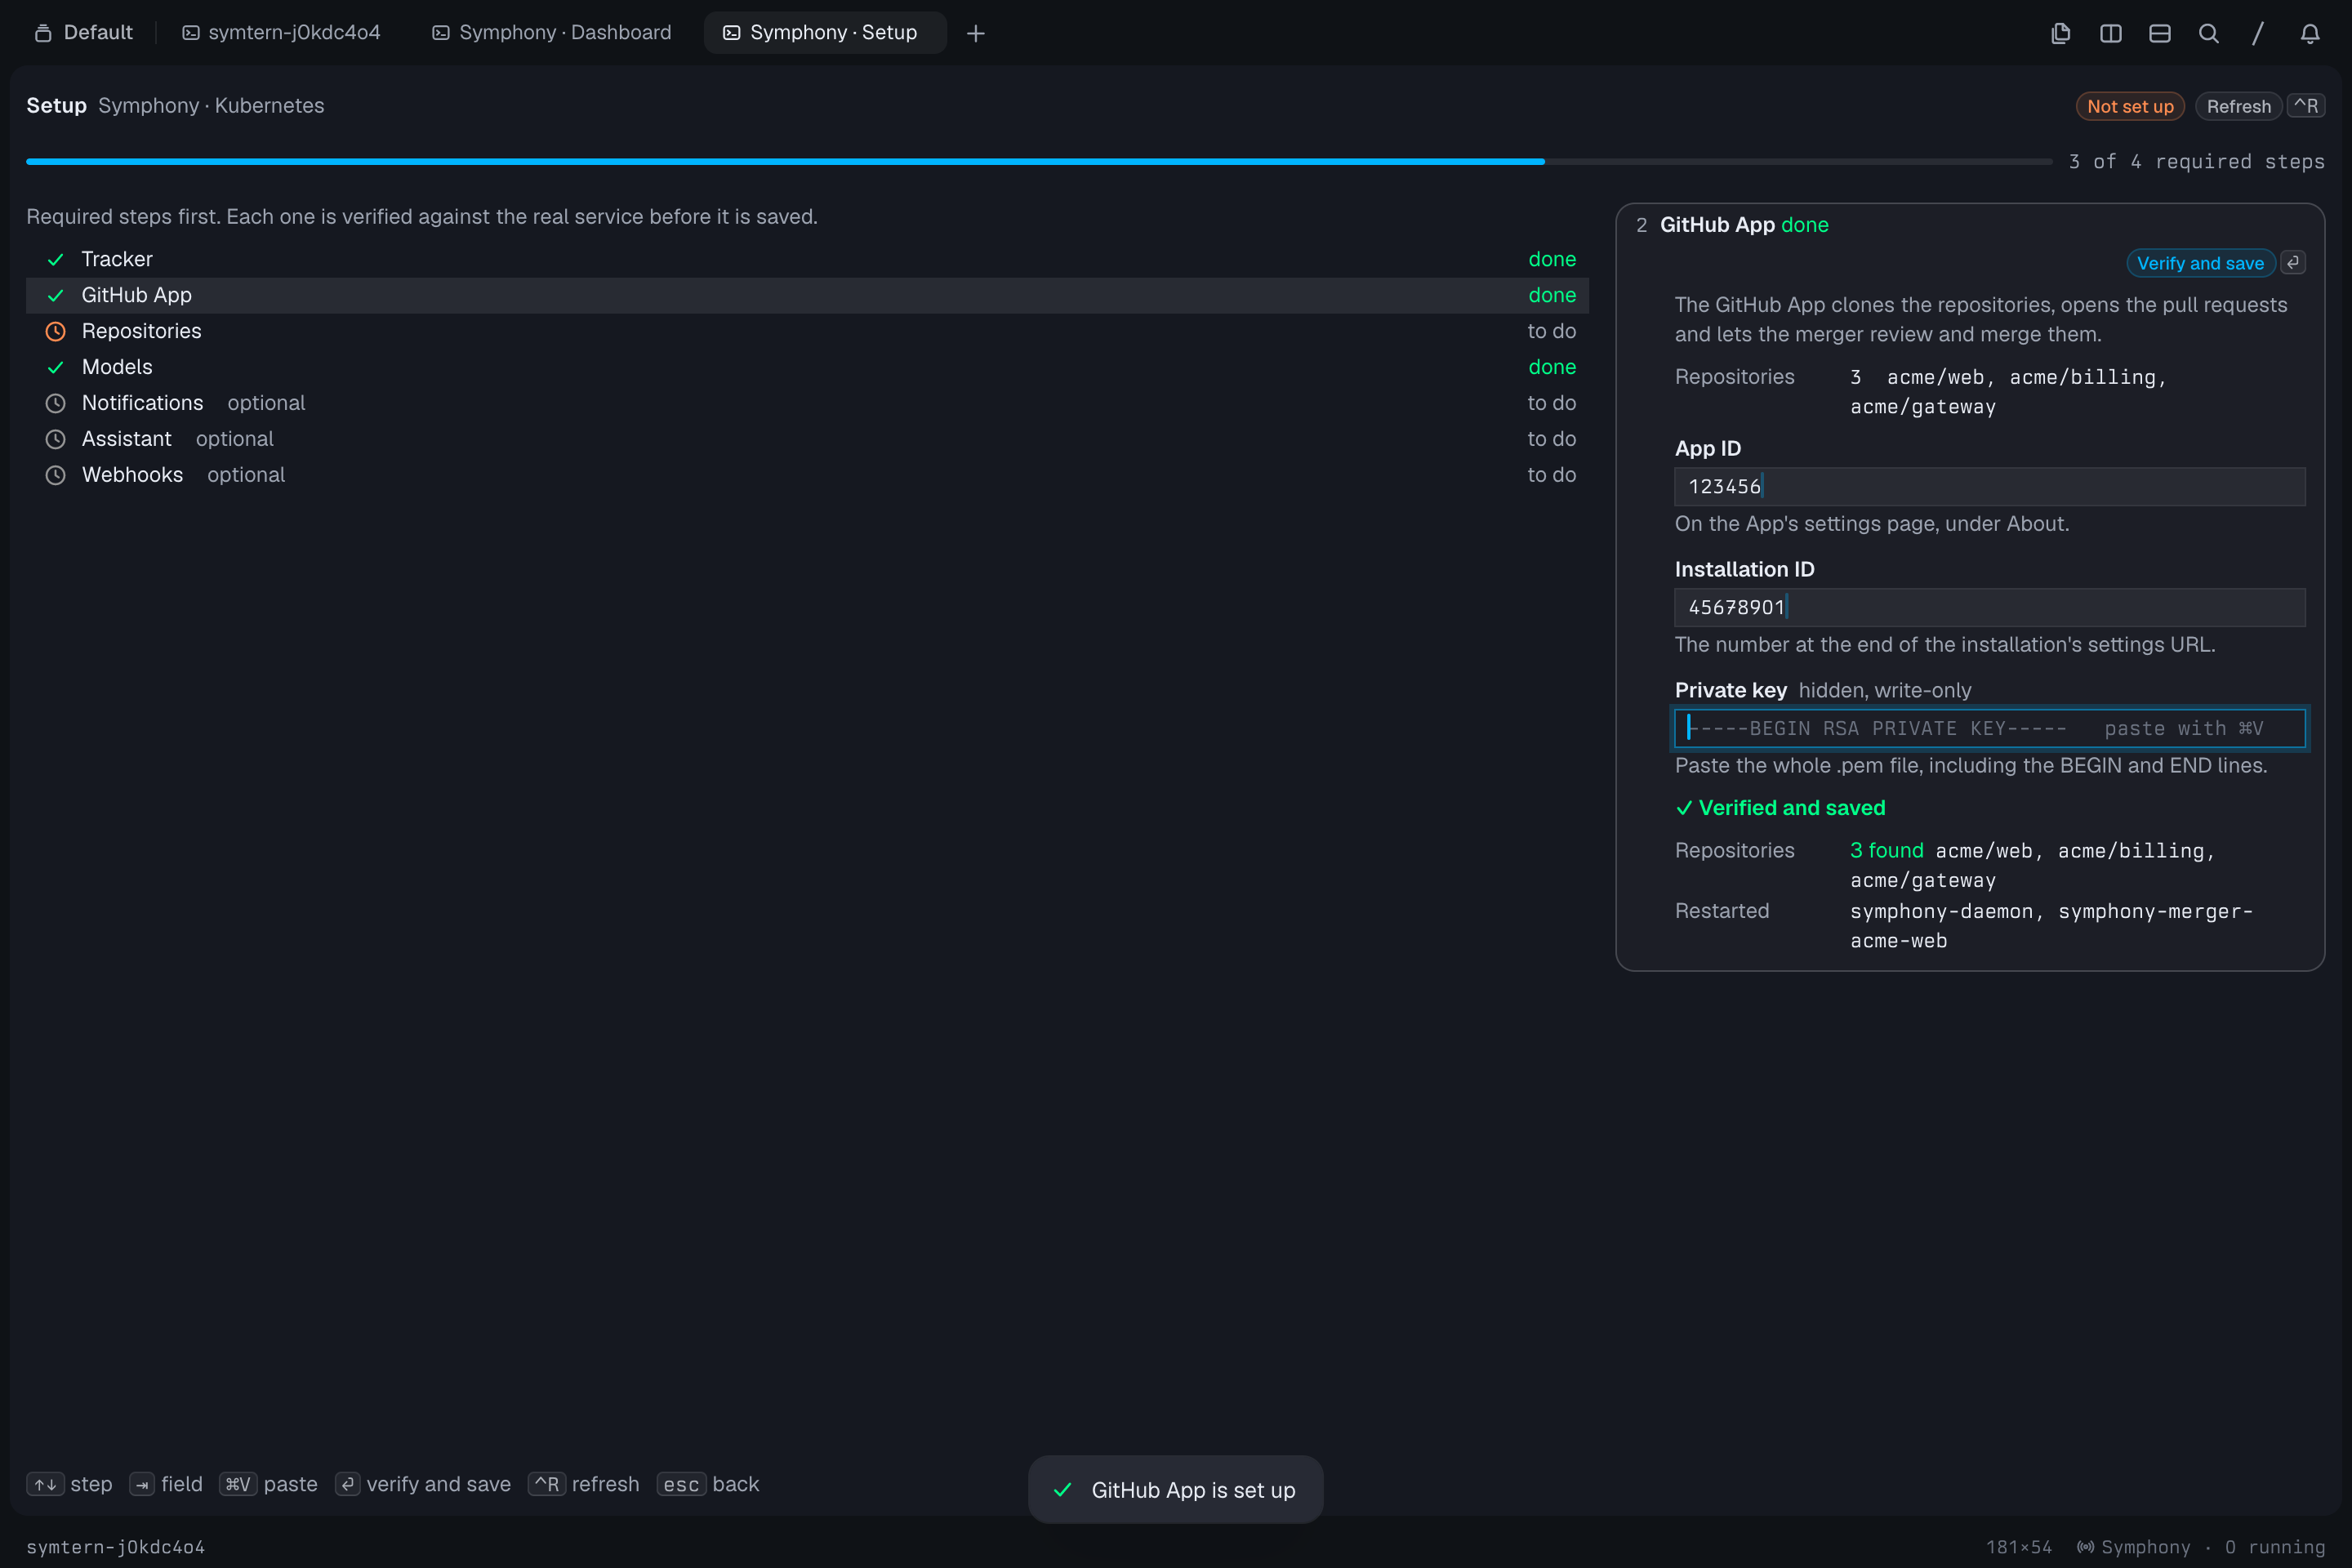 Default
symtern-j0kdc4o4
Symphony · Dashboard
Symphony · Setup
Setup Symphony · Kubernetes
Not set up
Refresh ^R
3 of 4 required steps
Required steps first. Each one is verified against the real service before it is saved.
Tracker done
GitHub App done
Repositories to do
Models done
Notifications optional to do
Assistant optional to do
Webhooks optional to do
2 GitHub App done
Verify and save ⏎
The GitHub App clones the repositories, opens the pull requests
and lets the merger review and merge them.
Repositories 3 acme/web, acme/billing,
acme/gateway
App ID
123456
On the App's settings page, under About.
Installation ID
45678901
The number at the end of the installation's settings URL.
Private key hidden, write-only
-----BEGIN RSA PRIVATE KEY----- paste with ⌘V
Paste the whole .pem file, including the BEGIN and END lines.
✓ Verified and saved
Repositories 3 found acme/web, acme/billing,
acme/gateway
Restarted symphony-daemon, symphony-merger-
acme-web
↑↓ step ⇥ field ⌘V paste ⏎ verify and save ^R refresh esc back
GitHub App is set up
symtern-j0kdc4o4
181×54 Symphony · 0 running